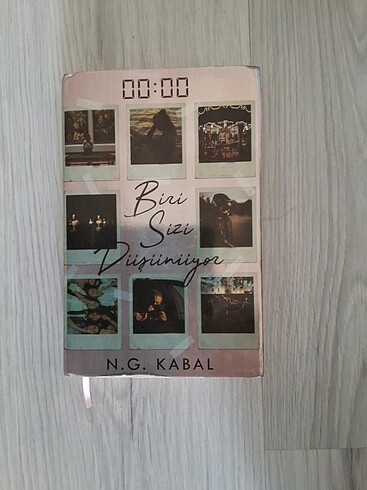 00:00
Biri
Sizi
Düşünüyor
N.G. KABAL